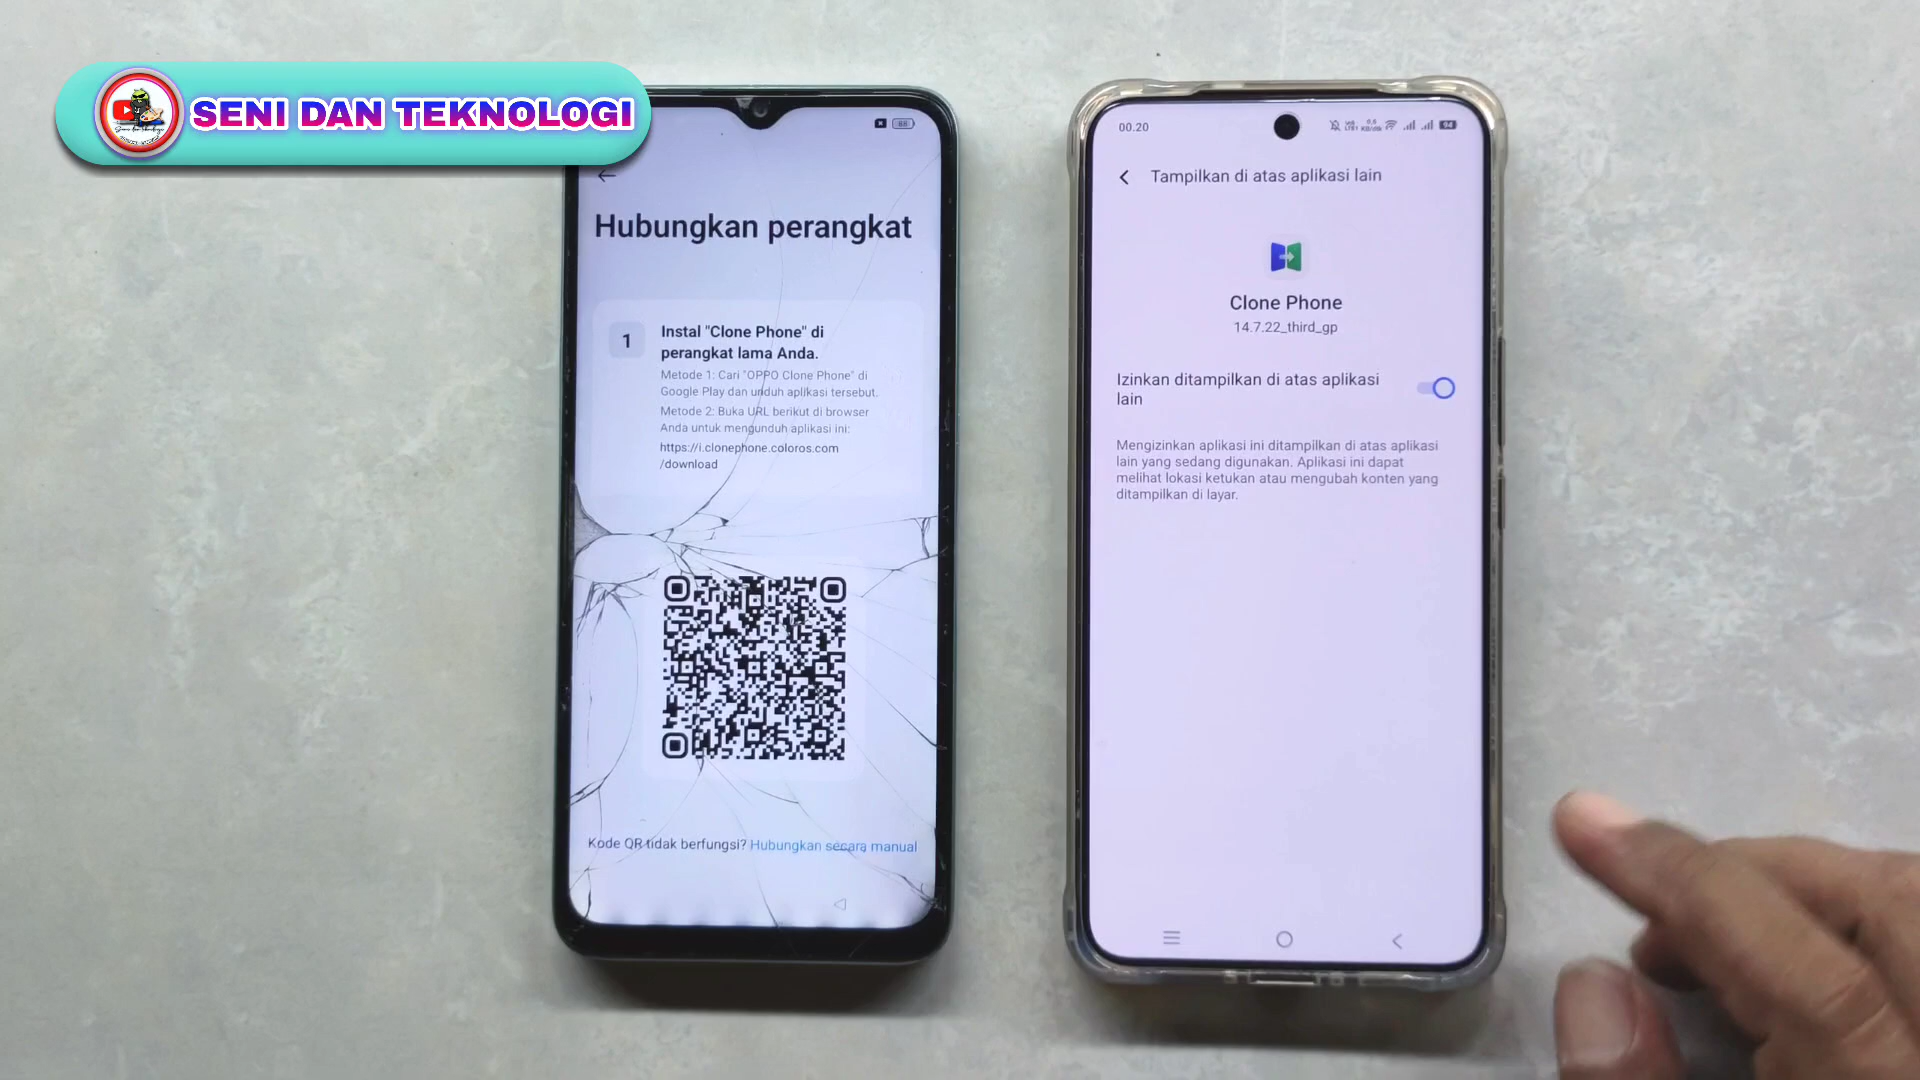 SENI DAN TEKNOLOGI
68
Hubungkan perangkat
1
Instal "Clone Phone" di
perangkat lama Anda.
Metode 1: Cari "OPPO Clone Phone" di
Google Play dan unduh aplikasi tersebut.
Metode 2: Buka URL berikut di browser
Anda untuk mengunduh aplikasi ini:
https://i.clonephone.coloros.com
/download
Kode QR tidak berfungsi? Hubungkan secara manual
00.20
94
Tampilkan di atas aplikasi lain
Clone Phone
14.7.22_third_gp
Izinkan ditampilkan di atas aplikasi
lain
Mengizinkan aplikasi ini ditampilkan di atas aplikasi
lain yang sedang digunakan. Aplikasi ini dapat
melihat lokasi ketukan atau mengubah konten yang
ditampilkan di layar.